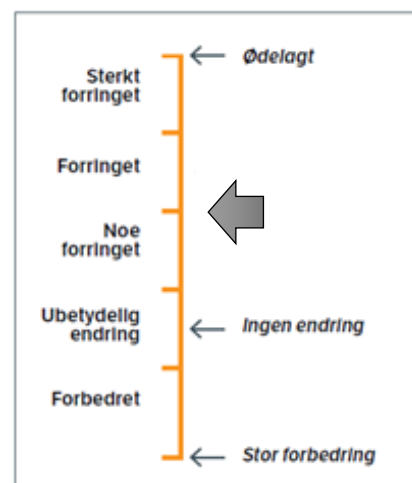 Ødelagt
Sterkt
forringet
Forringet
Noe
forringet
Ubetydelig
endring
Ingen endring
Forbedret
Stor forbedring